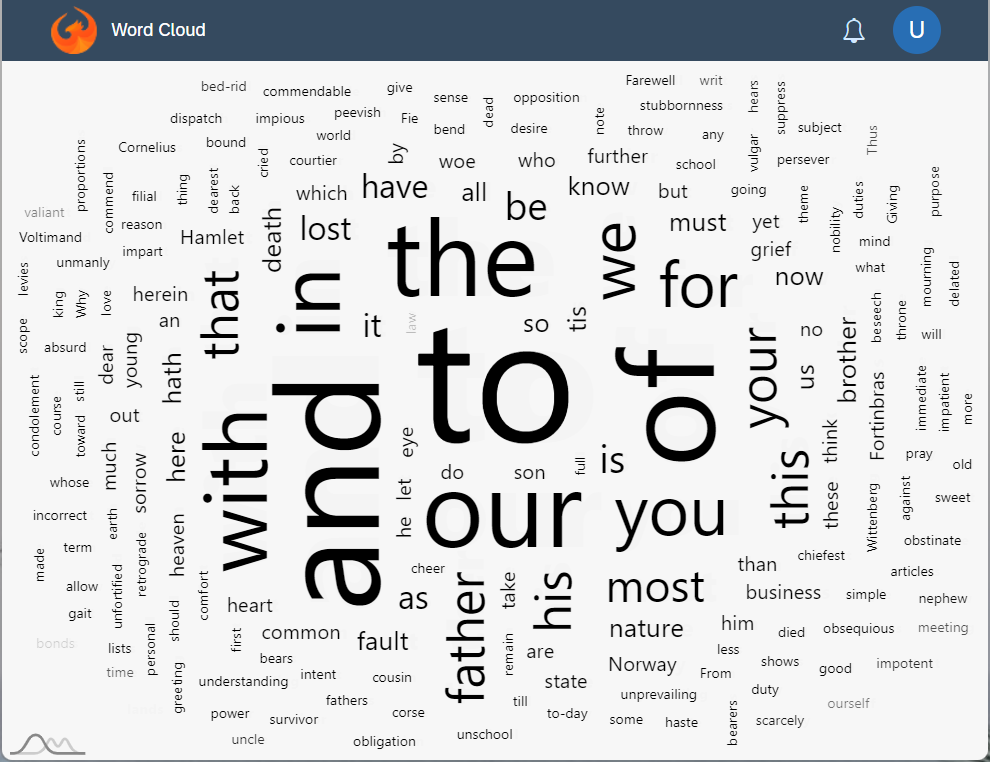 Word Cloud
U
bed-rid
commendable
give
sense
dead
opposition
Farewell
writ
hears
suppress
stubbornness
dispatch
impious
peevish
Fie
bend
desire
note
throw
any
vulgar
subject
Thus
world
Cornelius
bound
cried
courtier
by
woe
who
further
school
persever
proportions
commend
filial
thing
dearest
back
which
have
all
be
know
but
going
theme
nobility
duties
Giving
purpose
valiant
Voltimand
reason
impart
Hamlet
death
lost
the
we
must
yet
grief
mind
what
mourning
delated
levies
unmanly
king
Why
love
herein
that
in
for
now
beseech
throne
will
scope
absurd
an
it
law
so
tis
no
us
your
brother
dear
young
hath
to
of
condolement
course
toward
still
out
with
and
eye
this
think
Fortinbras
immediate
impatient
more
whose
much
sorrow
here
do
son
full
is
pray
old
let
he
our
you
these
Wittenberg
against
sweet
incorrect
earth
retrograde
heaven
obstinate
made
term
allow
unfortified
comfort
cheer
than
chiefest
articles
gait
should
heart
as
father
take
his
most
business
simple
nephew
bonds
lists
personal
first
common
fault
remain
are
nature
him
died
obsequious
meeting
time
greeting
bears
understanding
intent
cousin
Norway
less
From
shows
good
impotent
state
fathers
till
unprevailing
duty
ourself
power
survivor
corse
to-day
some
haste
bearers
scarcely
uncle
obligation
unschool